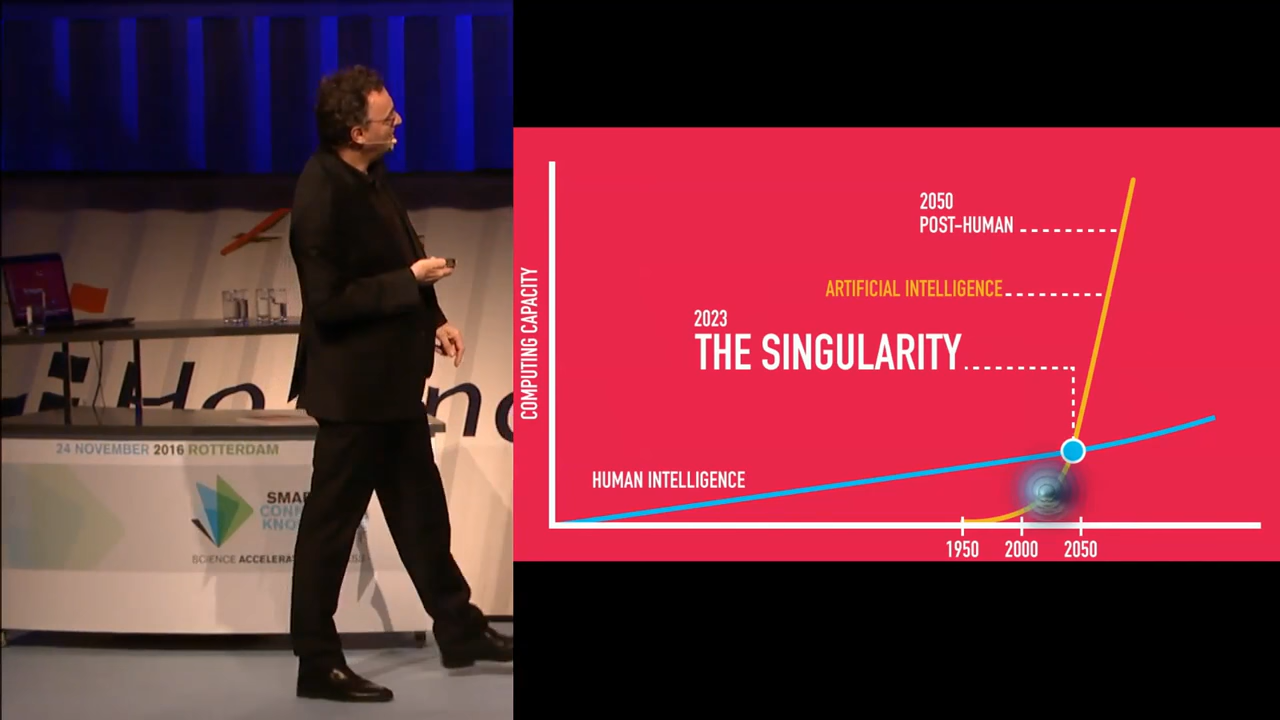 24 NOVEMBER 2016 ROTTERDAM
SCIENCE
2050
POST-HUMAN
ARTIFICIAL INTELLIGENCE
2023
THE SINGULARITY
COMPUTING CAPACITY
HUMAN INTELLIGENCE
1950 2000 2050